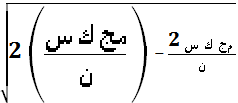 √ 2 ( مج ك س / ن ) − 2 مج ك س / ن